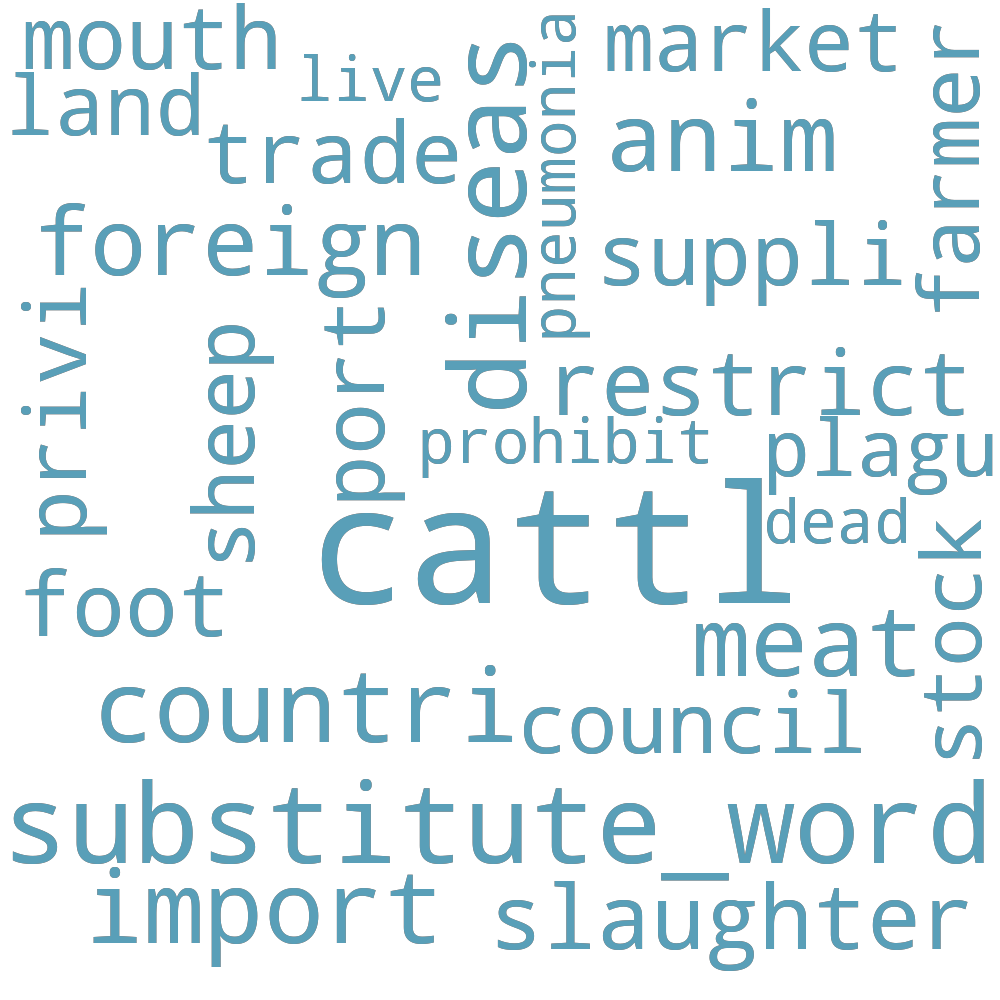 mouth
live
land
trade
diseas
pneumonia
market
anim
farmer
foreign
suppli
privi
sheep
port
restrict
prohibit
plagu
cattl
dead
stock
foot
meat
countri
council
substitute_word
import
slaughter